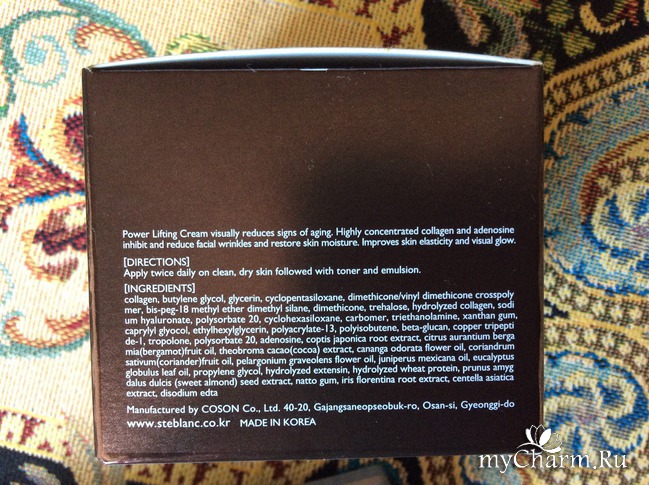 Power Lifting Cream visually reduces signs of aging. Highly concentrated collagen and adenosine
inhibit and reduce facial wrinkles and restore skin moisture. Improves skin elasticity and visual glow.
[DIRECTIONS]
Apply twice daily on clean, dry skin followed with toner and emulsion.
[INGREDIENTS]
collagen, butylene glycol, glycerin, cyclopentasiloxane, dimethicone/vinyl dimethicone crosspoly
mer, bis-peg-18 methyl ether dimethyl silane, dimethicone, trehalose, hydrolyzed collagen, sodi
um hyaluronate, polysorbate 20, cyclohexasiloxane, carbomer, triethanolamine, xanthan gum,
caprylyl glyocol, ethylhexylglycerin, polyacrylate-13, polyisobutene, beta-glucan, copper tripepti
de-1, tropolone, polysorbate 20, adenosine, coptis japonica root extract, citrus aurantium berga
mia(bergamot)fruit oil, theobroma cacao(cocoa) extract, cananga odorata flower oil, coriandrum
sativum(coriander)fruit oil, pelargonium graveolens flower oil, juniperus mexicana oil, eucalyptus
globulus leaf oil, propylene glycol, hydrolyzed extensin, hydrolyzed wheat protein, prunus amyg
dalus dulcis (sweet almond) seed extract, natto gum, iris florentina root extract, centella asiatica
extract, disodium edta
Manufactured by COSON Co., Ltd. 40-20, Gajangsaneopseobuk-ro, Osan-si, Gyeonggi-do
www.steblanc.co.kr MADE IN KOREA
myCharm.Ru